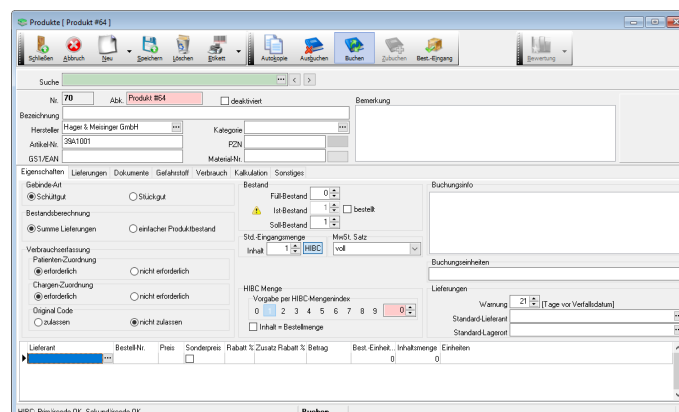 Produkte [ Produkt #64 ]
Schließen Abbruch Neu Speichern Löschen Etikett Autokopie Ausbuchen Buchen Zubuchen Best.-Eingang Bewertung
Suche ... < >
Nr. 70 Abk. Produkt #64 deaktiviert Bemerkung
Bezeichnung
Hersteller Hager & Meisinger GmbH ... Kategorie ...
Artikel-Nr. 39A1001 PZN
GS1/EAN Material-Nr.
Eigenschaften Lieferungen Dokumente Gefahrstoff Verbrauch Kalkulation Sonstiges
Gebinde-Art Bestand Buchungsinfo
Schüttgut Stückgut Füll-Bestand 0
Ist-Bestand 1 bestellt
Bestandsberechnung Soll-Bestand 1
Summe Lieferungen einfacher Produktbestand Std.-Eingangsmenge MwSt. Satz
Inhalt 1 HIBC voll
Verbrauchserfassung
Patienten-Zuordnung Buchungseinheiten
erforderlich nicht erforderlich
Chargen-Zuordnung HIBC Menge Lieferungen
erforderlich nicht erforderlich Vorgabe per HIBC-Mengenindex Warnung 21 [Tage vor Verfallsdatum]
Original Code 0 1 2 3 4 5 6 7 8 9 0 Standard-Lieferant ...
zulassen nicht zulassen Inhalt = Bestellmenge Standard-Lagerort ...
Lieferant Bestell-Nr. Preis Sonderpreis Rabatt % Zusatz Rabatt % Betrag Best.-Einheit... Inhaltsmenge Einheiten
... 0 0
HIBC: Primärcode OK, Sekundärcode OK Buchen